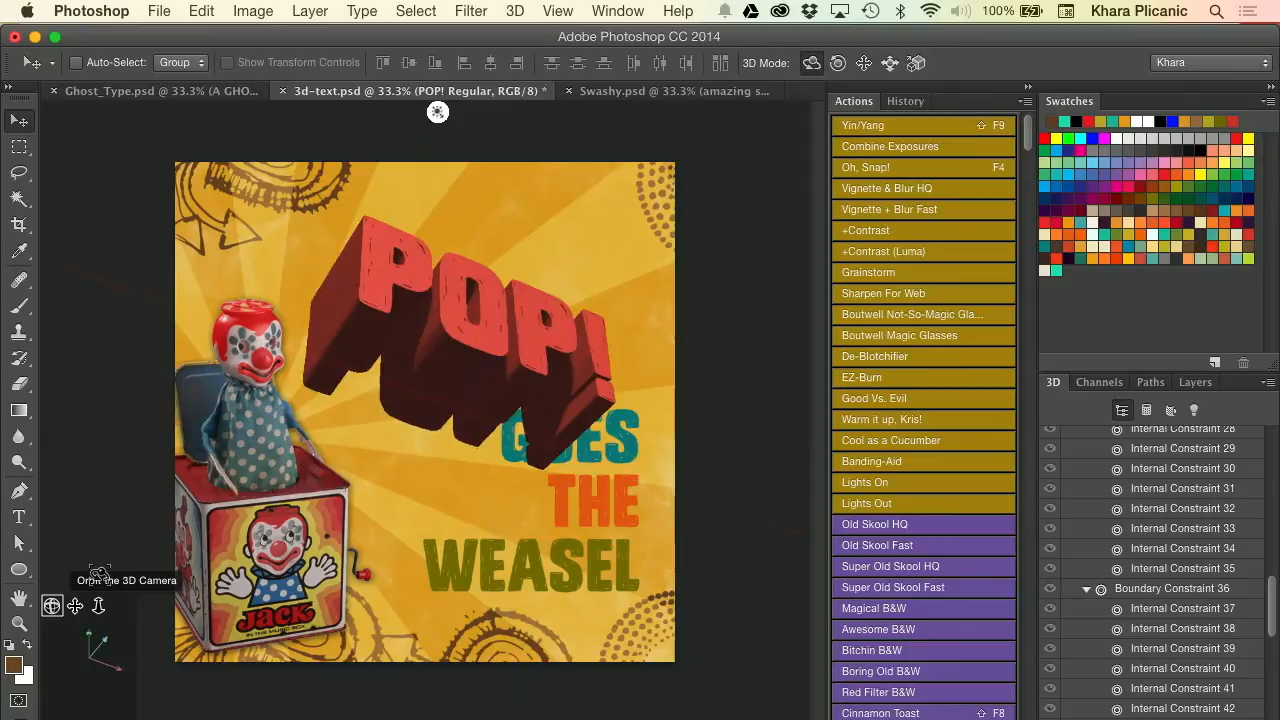 Photoshop File Edit Image Layer Type Select Filter 3D View Window Help 100% Khara Plicanic
Adobe Photoshop CC 2014
Auto-Select: Group Show Transform Controls 3D Mode: Khara
Ghost_Type.psd @ 33.3% (A GHO... 3d-text.psd @ 33.3% (POP! Regular, RGB/8) * Swashy.psd @ 33.3% (amazing s...
Actions History
Yin/Yang F9
Combine Exposures
Oh, Snap! F4
Vignette & Blur HQ
Vignette + Blur Fast
+Contrast
+Contrast (Luma)
Grainstorm
Sharpen For Web
Boutwell Not-So-Magic Gla...
Boutwell Magic Glasses
De-Blotchifier
EZ-Burn
Good Vs. Evil
Warm it up, Kris!
Cool as a Cucumber
Banding-Aid
Lights On
Lights Out
Old Skool HQ
Old Skool Fast
Super Old Skool HQ
Super Old Skool Fast
Magical B&W
Awesome B&W
Bitchin B&W
Boring Old B&W
Red Filter B&W
Cinnamon Toast F8
Swatches
3D Channels Paths Layers
Internal Constraint 28
Internal Constraint 29
Internal Constraint 30
Internal Constraint 31
Internal Constraint 32
Internal Constraint 33
Internal Constraint 34
Internal Constraint 35
Boundary Constraint 36
Internal Constraint 37
Internal Constraint 38
Internal Constraint 39
Internal Constraint 40
Internal Constraint 41
Internal Constraint 42
POP!
GOES
THE
WEASEL
Orbit the 3D Camera
JACK
IN THE MUSIC BOX